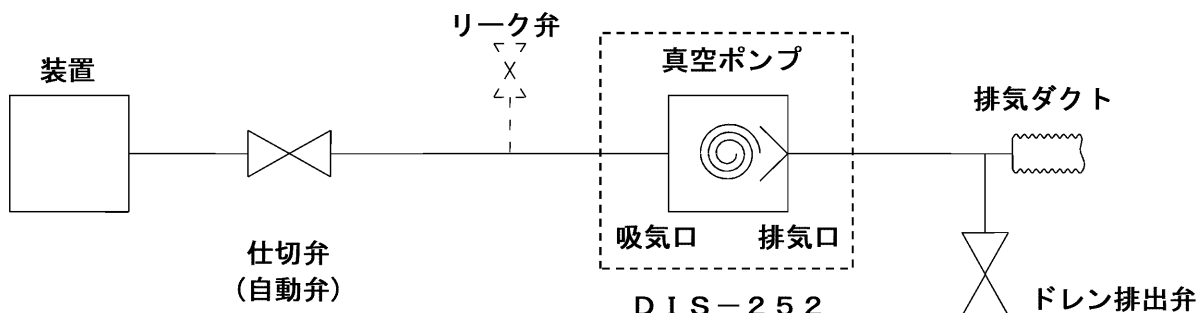 リーク弁
真空ポンプ
装置
排気ダクト
吸気口
排気口
仕切弁
(自動弁)
ＤＩＳ－２５２
ドレン排出弁